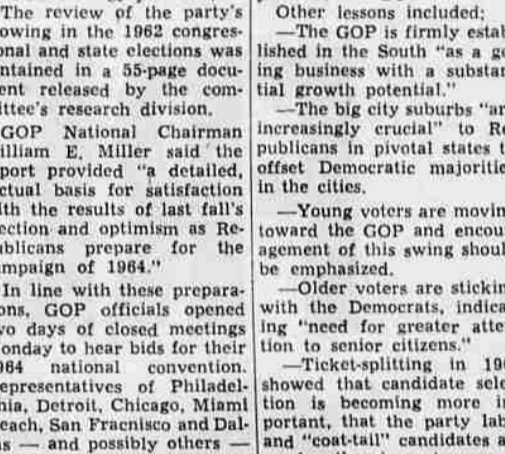 The review of the party's
owing in the 1962 congres-
onal and state elections was
ntained in a 55-page docu-
ent released by the com-
ittee's research division.
GOP National Chairman
illiam E. Miller said the
port provided "a detailed,
ctual basis for satisfaction
ith the results of last fall's
ection and optimism as Re-
ublicans prepare for the
mpaign of 1964."
In line with these prepara-
ons, GOP officials opened
wo days of closed meetings
onday to hear bids for their
964 national convention.
epresentatives of Philadel-
hia, Detroit, Chicago, Miami
each, San Fracnisco and Dal-
as — and possibly others —
Other lessons included:
—The GOP is firmly estab
lished in the South "as a go
ing business with a substan
tial growth potential."
—The big city suburbs "ar
increasingly crucial" to Re
publicans in pivotal states t
offset Democratic majoritie
in the cities.
—Young voters are movin
toward the GOP and encour
agement of this swing shoul
be emphasized.
—Older voters are stickin
with the Democrats, indica
ing "need for greater atte
tion to senior citizens."
—Ticket-splitting in 196
showed that candidate sele
tion is becoming more i
portant, that the party lab
and "coat-tail" candidates a